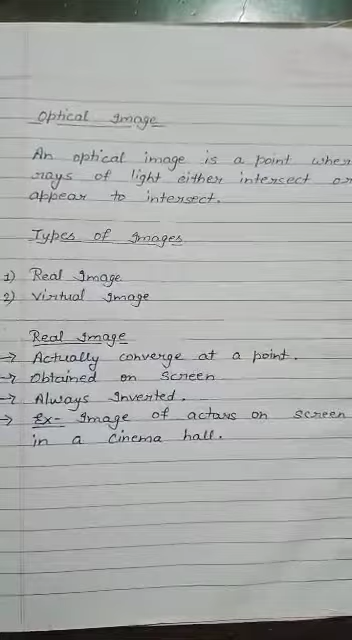 Optical Image
An optical image is a point when
rays of light either intersect or
appear to intersect.
Types of Images
1) Real Image
2) Virtual Image
Real Image
→ Actually converge at a point.
→ Obtained on Screen
→ Always Inverted.
→ Ex- Image of actars on screen
in a cinema hall.